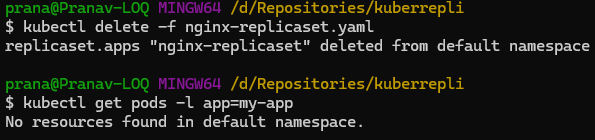 prana@Pranav-LOQ MINGW64 /d/Repositories/kuberrepli
$ kubectl delete -f nginx-replicaset.yaml
replicaset.apps "nginx-replicaset" deleted from default namespace
prana@Pranav-LOQ MINGW64 /d/Repositories/kuberrepli
$ kubectl get pods -l app=my-app
No resources found in default namespace.